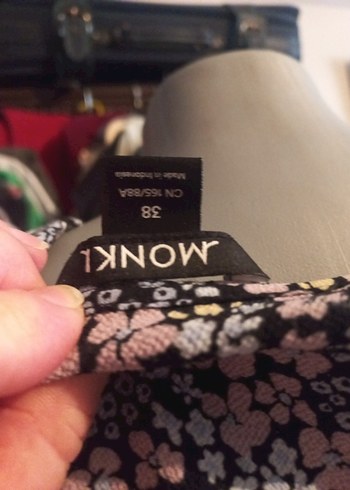 MONKI
38
CN 165/88A
Made in Indonesia